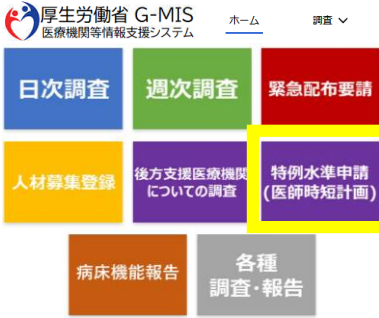 厚生労働省 G-MIS
医療機関等情報支援システム
ホーム
調査
日次調査
週次調査
緊急配布要請
人材募集登録
後方支援医療機関
についての調査
特例水準申請
(医師時短計画)
病床機能報告
各種
調査・報告